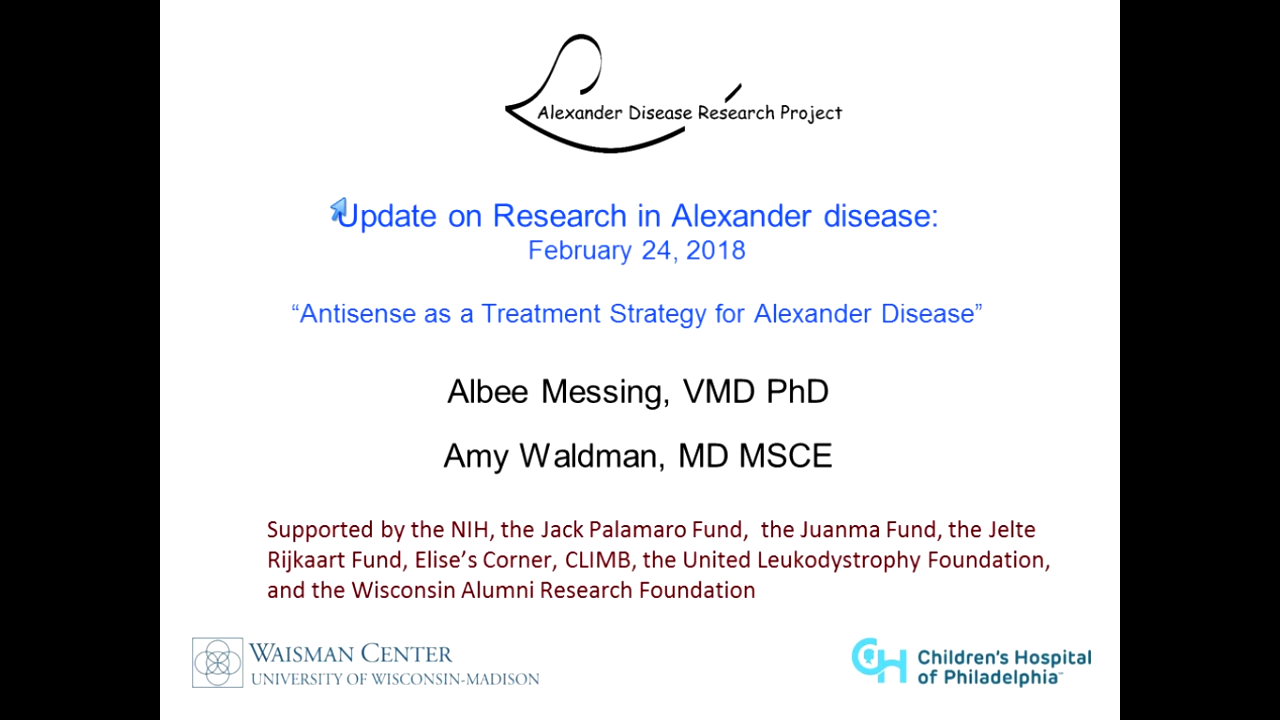 Alexander Disease Research Project
Update on Research in Alexander disease:
February 24, 2018
“Antisense as a Treatment Strategy for Alexander Disease”
Albee Messing, VMD PhD
Amy Waldman, MD MSCE
Supported by the NIH, the Jack Palamaro Fund, the Juanma Fund, the Jelte
Rijkaart Fund, Elise’s Corner, CLIMB, the United Leukodystrophy Foundation,
and the Wisconsin Alumni Research Foundation
WAISMAN CENTER
UNIVERSITY OF WISCONSIN-MADISON
CH
Children’s Hospital
of Philadelphia